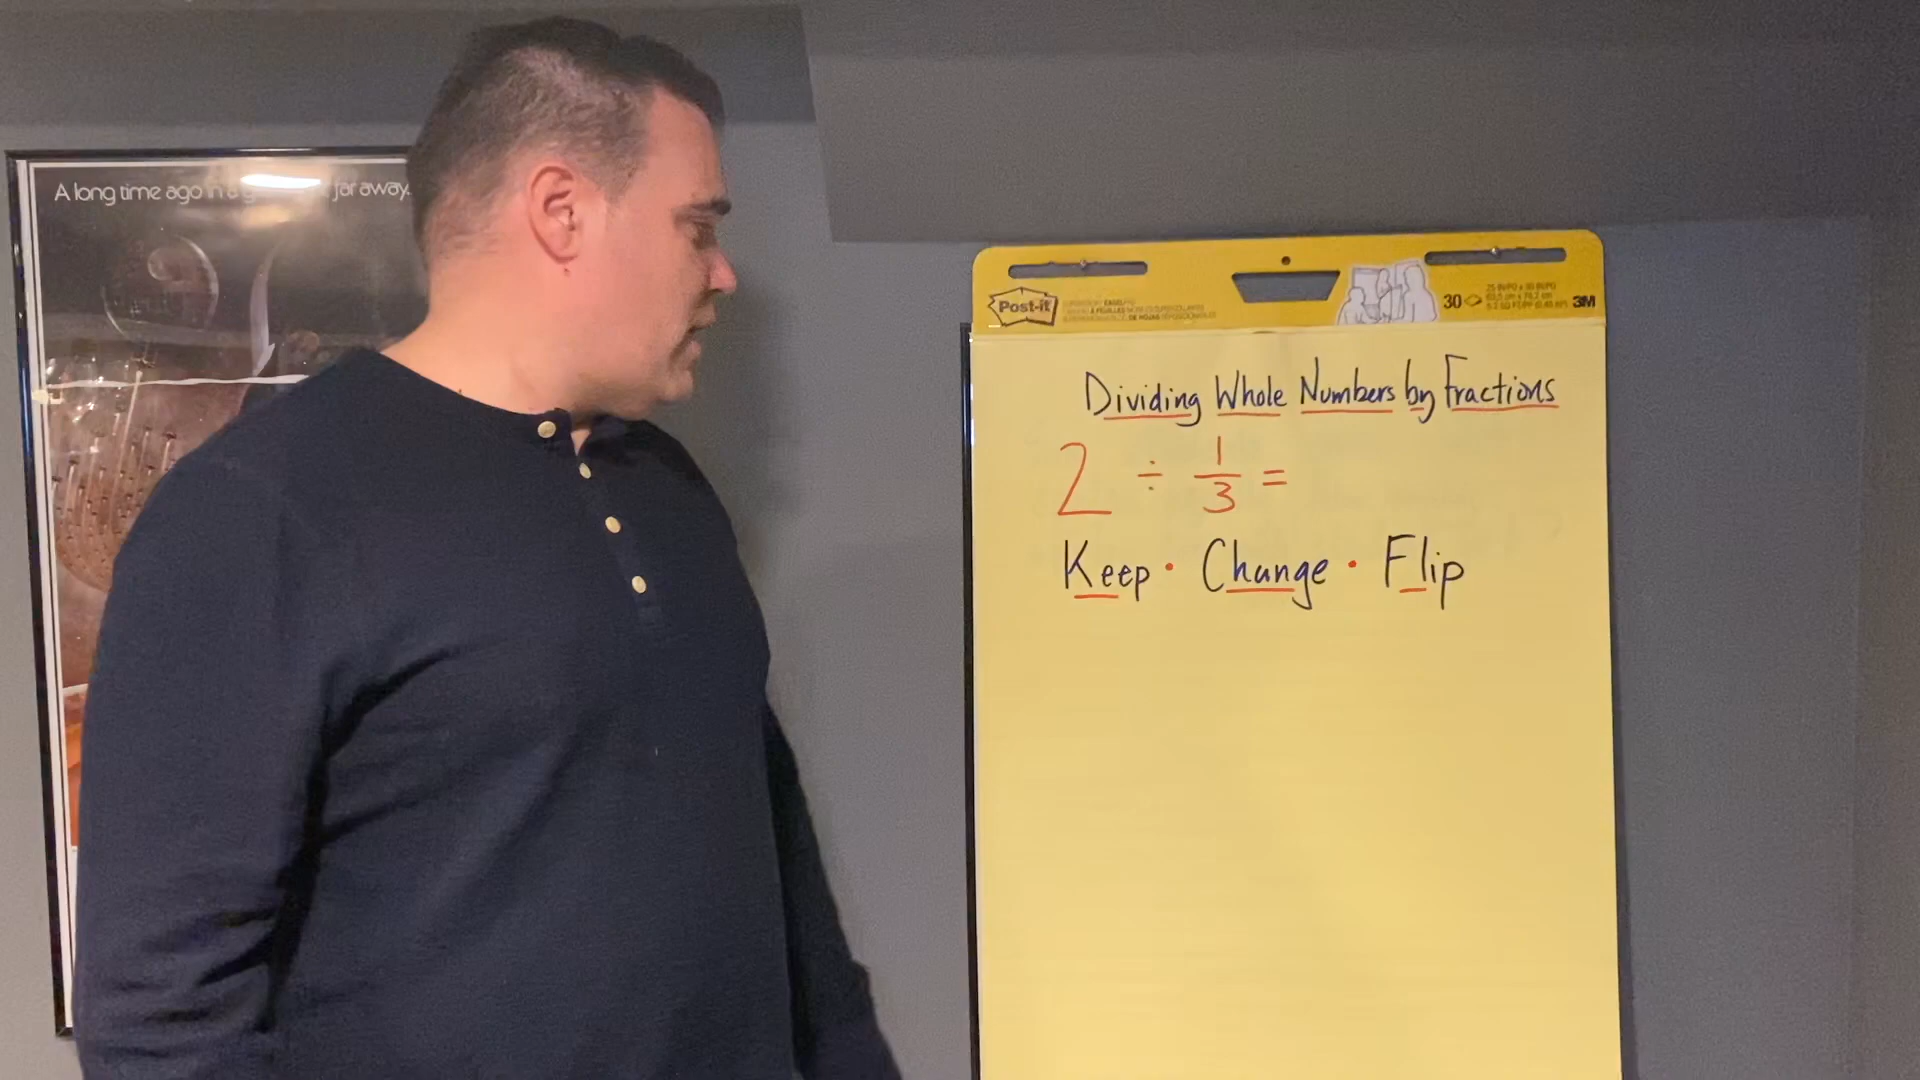 A long time ago in a far away.
Post-it
30
3M
Dividing Whole Numbers by Fractions
2 ÷ 1/3 =
Keep · Change · Flip